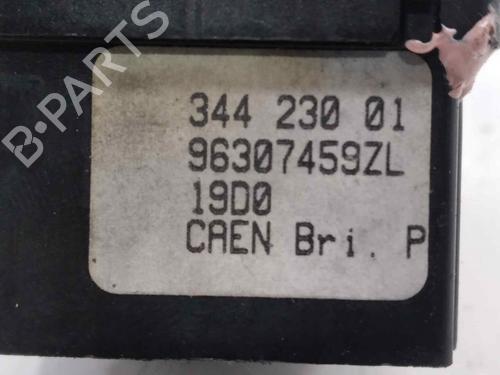 B-PARTS
344 230 01
96307459ZL
19D0
CAEN Bri. P